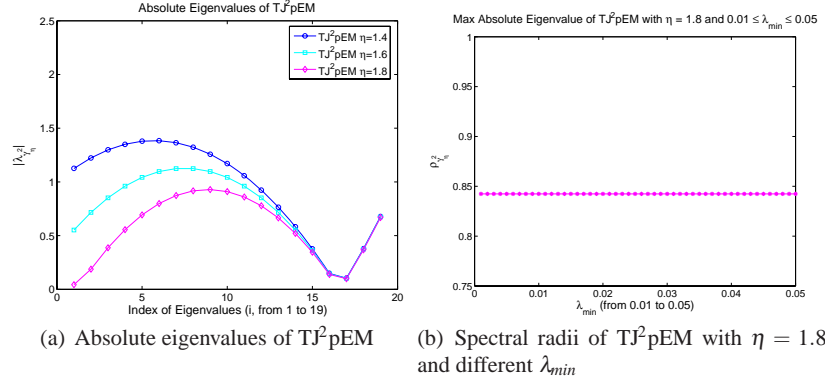 Absolute Eigenvalues of TJ²pEM
2.5
2
1.5
1
0.5
0
0
5
10
15
20
|λ_{γ_η^2}|
TJ²pEM η=1.4
TJ²pEM η=1.6
TJ²pEM η=1.8
Index of Eigenvalues (i, from 1 to 19)
(a) Absolute eigenvalues of TJ²pEM
Max Absolute Eigenvalue of TJ²pEM with η = 1.8 and 0.01 ≤ λ_min ≤ 0.05
1
0.95
0.9
0.85
0.8
0.75
0
0.01
0.02
0.03
0.04
0.05
ρ_{γ_η^2}
λ_min (from 0.01 to 0.05)
(b) Spectral radii of TJ²pEM with η = 1.8
and different λ_min